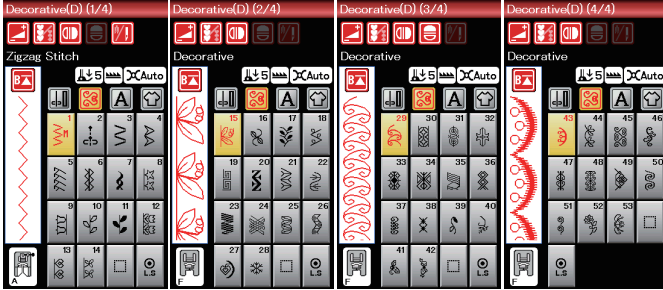 Decorative(D) (1/4)
B
Zigzag Stitch
5
Auto
A
1 2 3 4
M
5 6 7 8
9 10 11 12
13 14
L.S
A
Decorative(D) (2/4)
Decorative
B
5
Auto
A
15 16 17 18
19 20 21 22
23 24 25 26
27 28
L.S
F
Decorative(D) (3/4)
Decorative
B
5
Auto
A
29 30 31 32
33 34 35 36
37 38 39 40
41 42
L.S
F
Decorative(D) (4/4)
Decorative
B
5
Auto
A
43 44 45 46
47 48 49 50
51 52 53
L.S
F